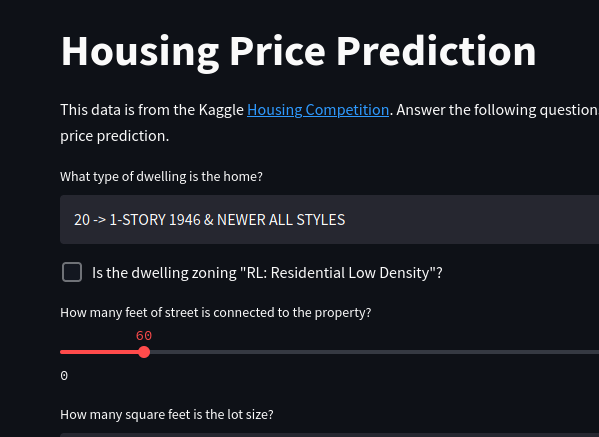 Housing Price Prediction
This data is from the Kaggle Housing Competition. Answer the following question
price prediction.
What type of dwelling is the home?
20 -> 1-STORY 1946 & NEWER ALL STYLES
Is the dwelling zoning "RL: Residential Low Density"?
How many feet of street is connected to the property?
60
0
How many square feet is the lot size?